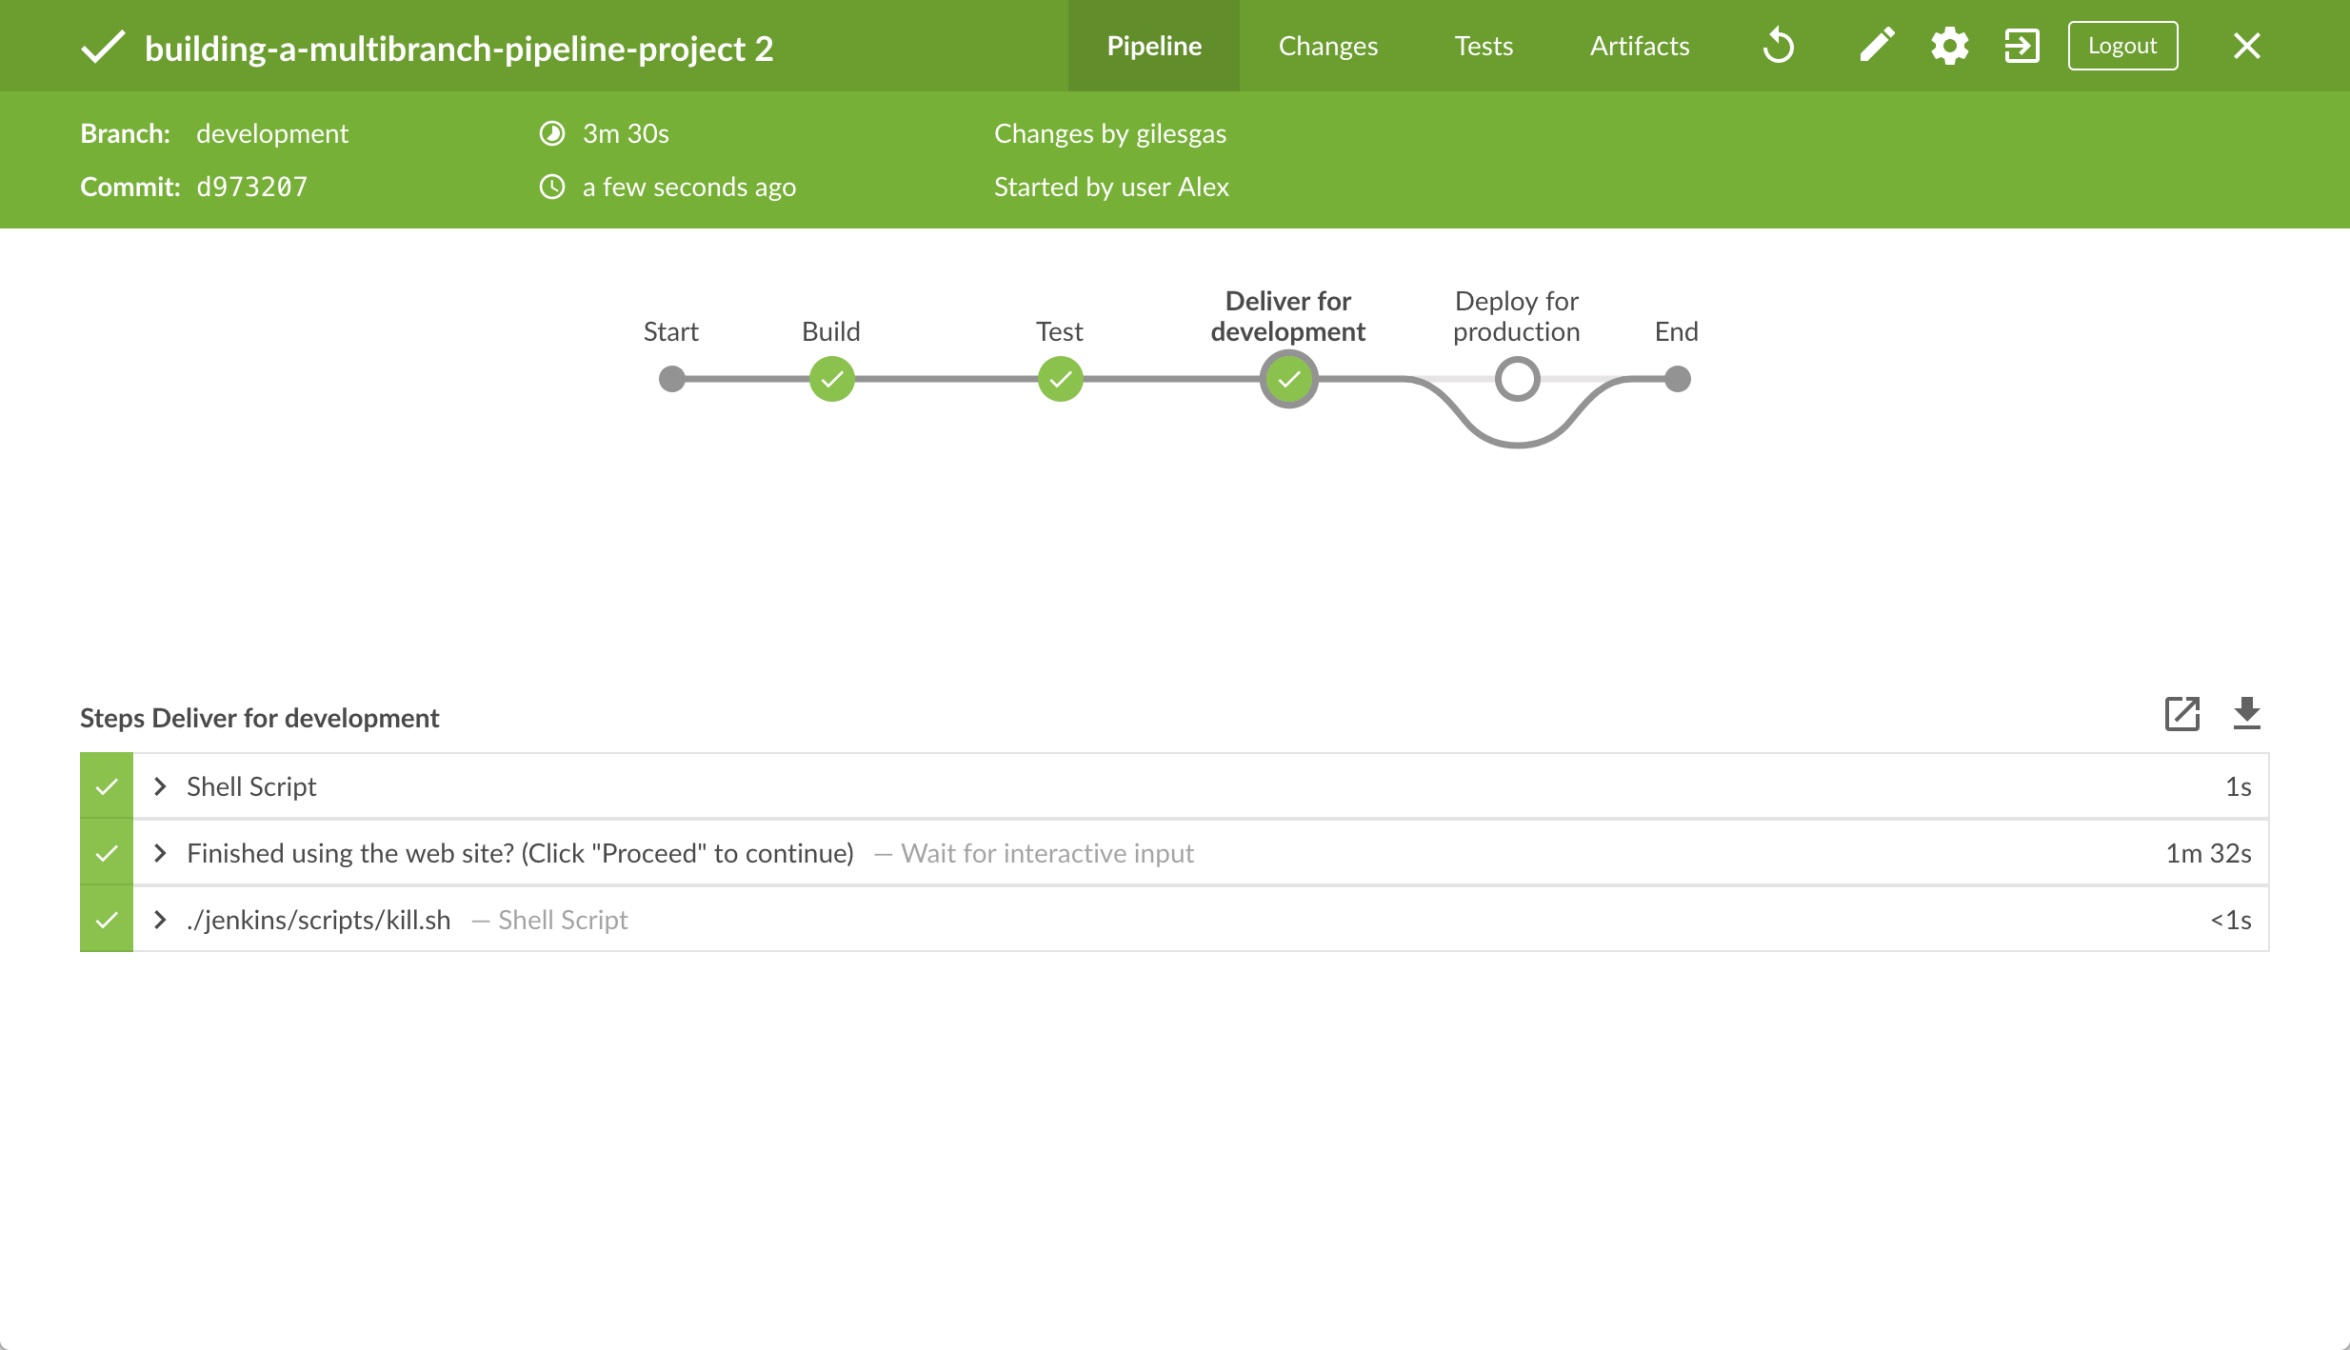 building-a-multibranch-pipeline-project 2
Pipeline
Changes
Tests
Artifacts
Logout
Branch: development
3m 30s
Changes by gilesgas
Commit: d973207
a few seconds ago
Started by user Alex
Start
Build
Test
Deliver for
development
Deploy for
production
End
Steps Deliver for development
Shell Script
1s
Finished using the web site? (Click "Proceed" to continue) — Wait for interactive input
1m 32s
./jenkins/scripts/kill.sh — Shell Script
<1s